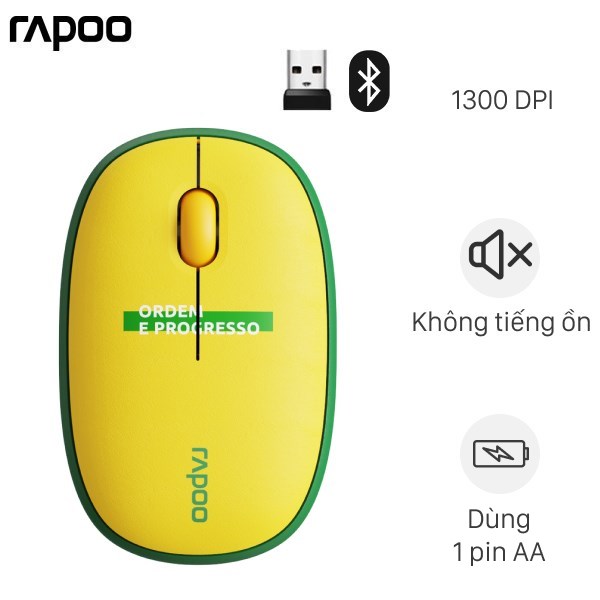 rapoo
1300 DPI
Không tiếng ồn
ORDEM
E PROGRESSO
rapoo
Dùng
1 pin AA